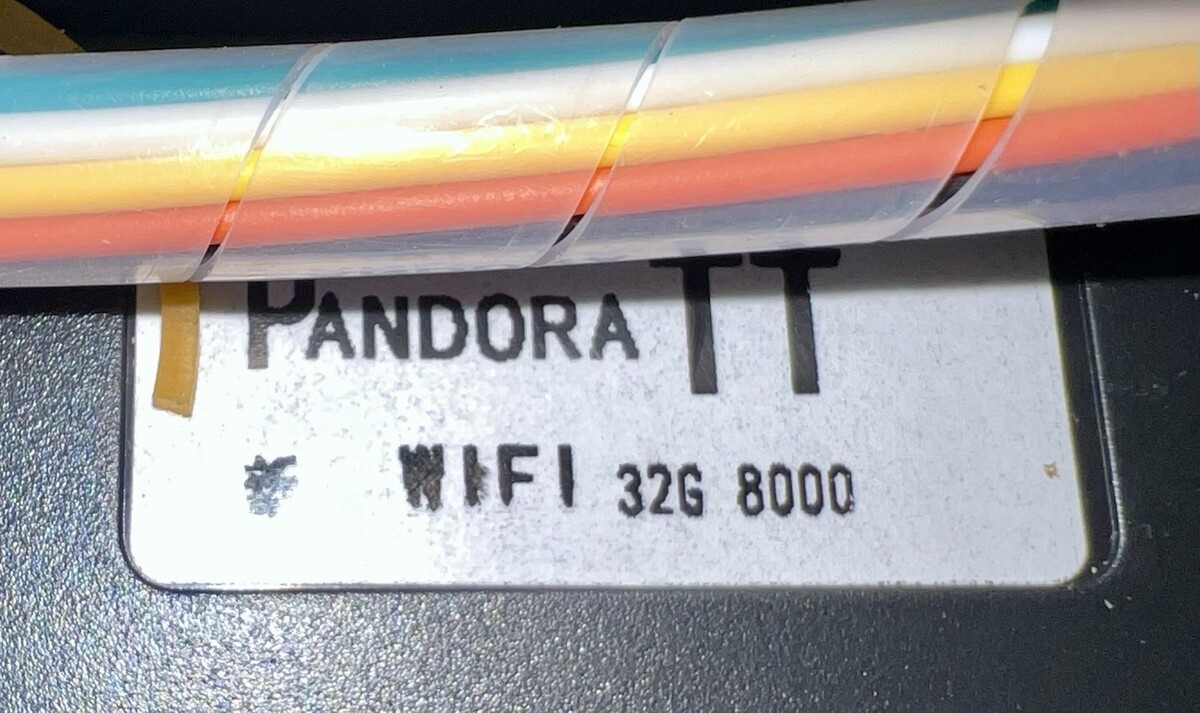 PANDORA TT
WIFI 32G 8000